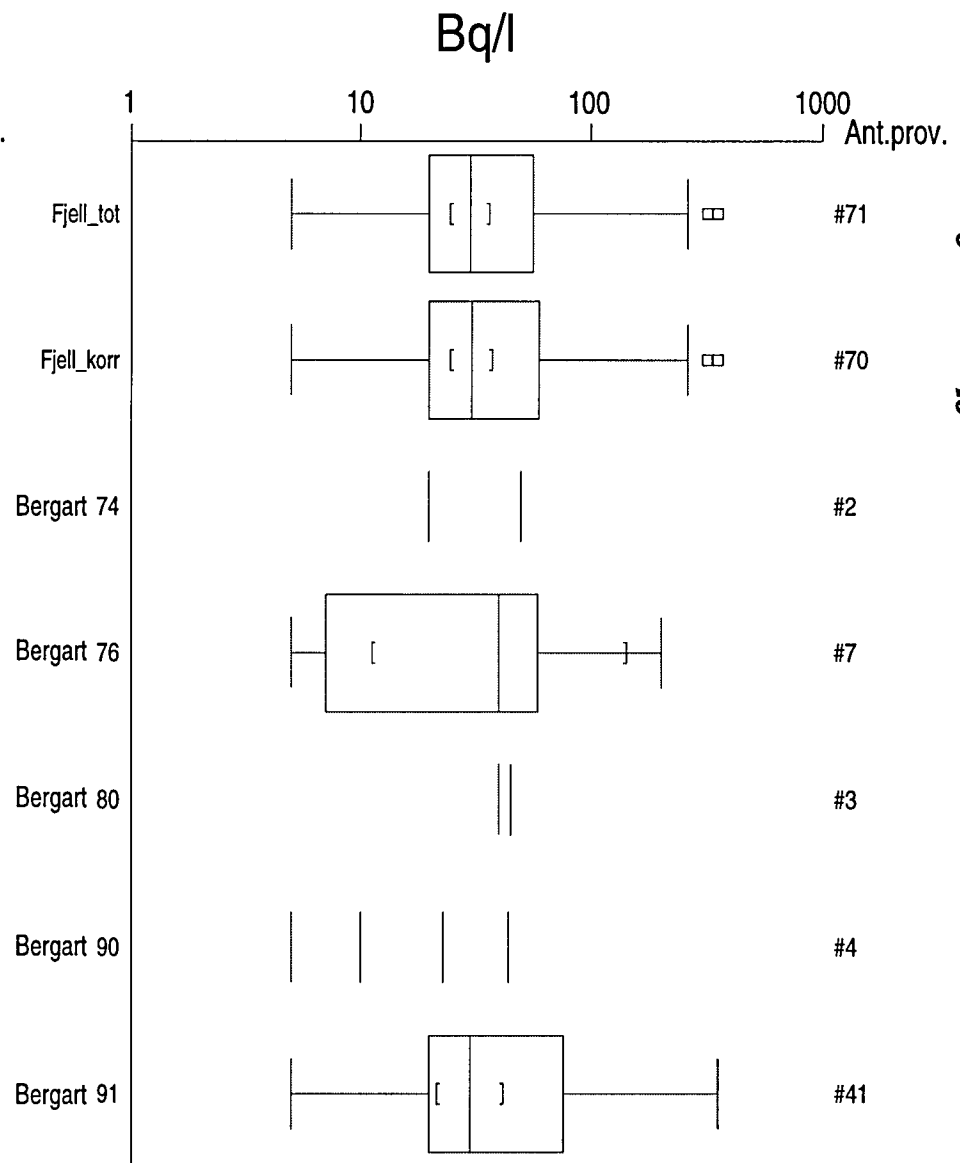 Bq/l
1 10 100 1000
Ant.prov.
Fjell_tot #71
Fjell_korr #70
Bergart 74 #2
Bergart 76 #7
Bergart 80 #3
Bergart 90 #4
Bergart 91 #41